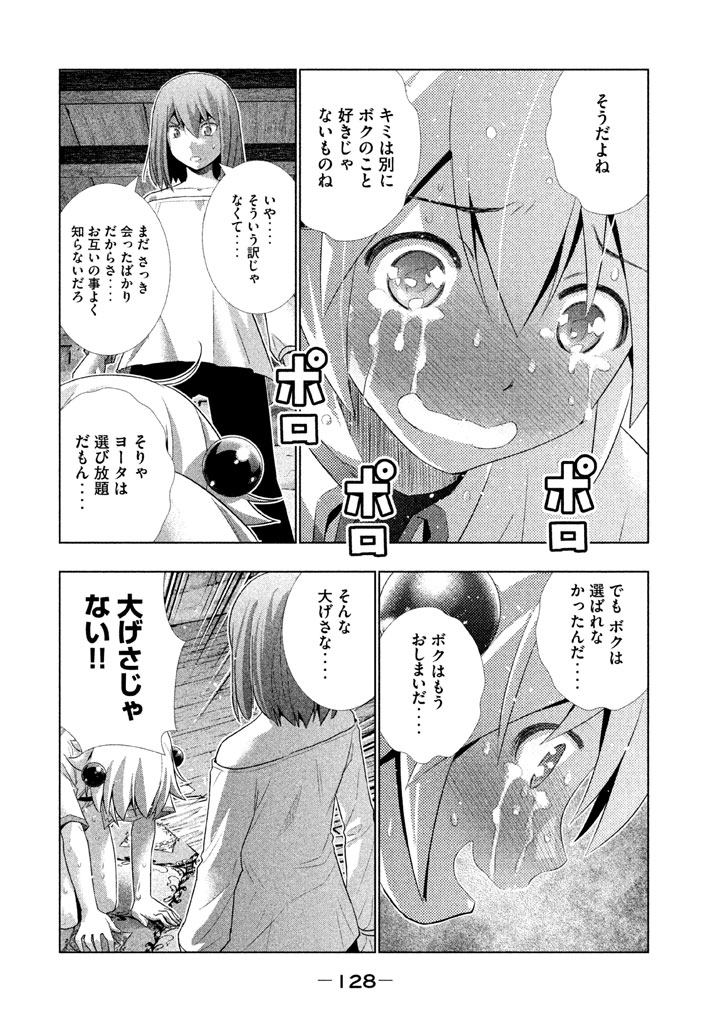 そうだよね
キミは別に
ボクのこと
好きじゃ
ないものね
ポロ
ポロ
ポロ
いや‥‥
そういう訳じゃ
なくて‥‥
まだ さっき
会ったばかり
だからさ‥‥
お互いの事よく
知らないだろ
そりゃ
ヨータは
選び放題
だもん‥‥
でも ボクは
選ばれな
かったんだ‥‥
ボクはもう
おしまいだ‥‥
そんな
大げさな‥‥
大げさじゃ
ない!!
－128－